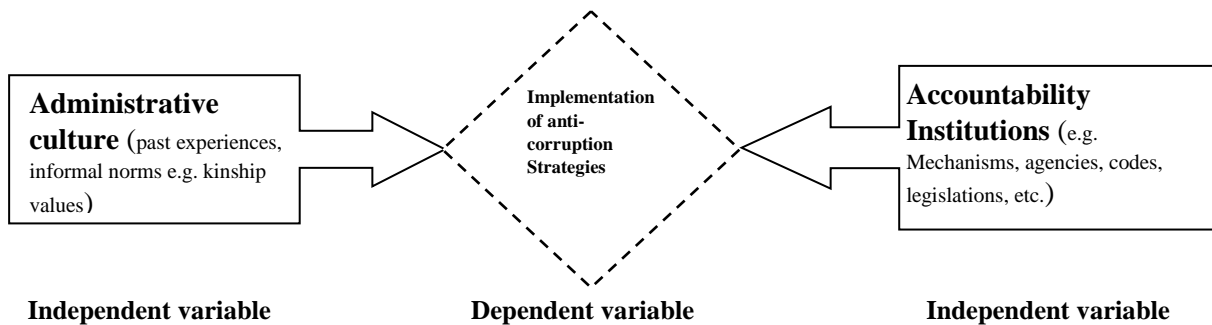 Administrative
culture (past experiences,
informal norms e.g. kinship
values)
Implementation
of anti-
corruption
Strategies
Accountability
Institutions (e.g.
Mechanisms, agencies, codes,
legislations, etc.)
Independent variable
Dependent variable
Independent variable